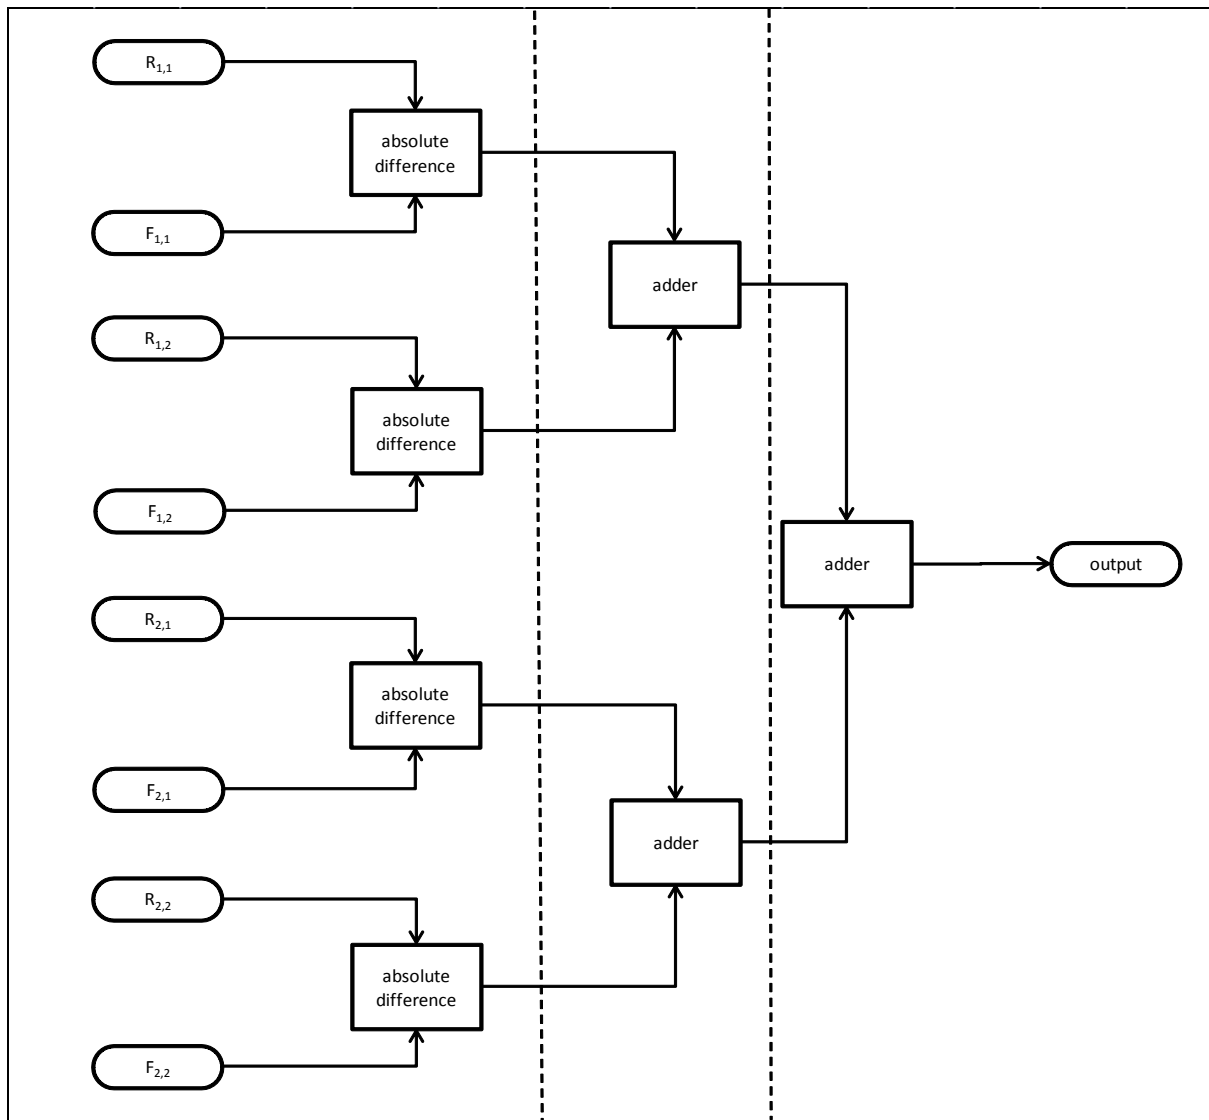 R1,1
absolute
difference
F1,1
adder
R1,2
absolute
difference
F1,2
adder
output
R2,1
absolute
difference
F2,1
adder
R2,2
absolute
difference
F2,2